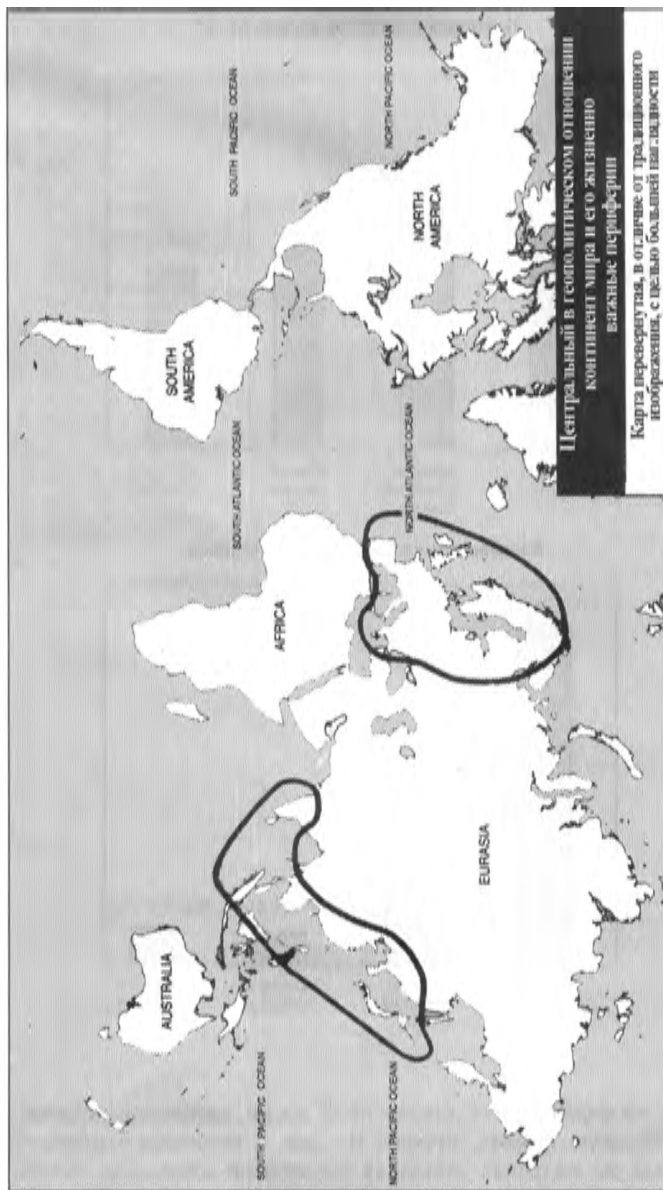 SOUTH PACIFIC OCEAN
NORTH PACIFIC OCEAN
SOUTH
AMERICA
NORTH
AMERICA
SOUTH ATLANTIC OCEAN
NORTH ATLANTIC OCEAN
AFRICA
EURASIA
AUSTRALIA
SOUTH PACIFIC OCEAN
NORTH PACIFIC OCEAN
Центральный в геополитическом отношении
континент мира и его жизненно
важные периферии
Карта перевернутая, в отличие от традиционного
изображения, с целью большей наглядности